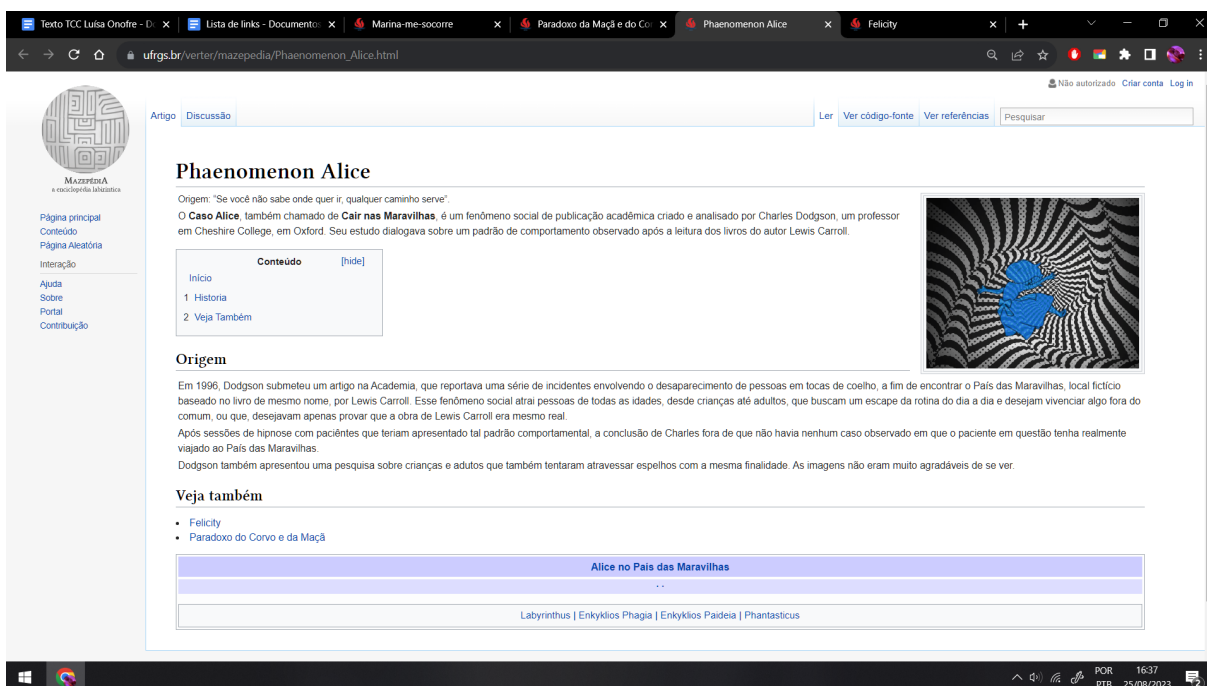 Texto TCC Luísa Onofre - D
Lista de links - Documento
Marina-me-socorre
Paradoxo da Maçã e do Co
Phaenomenon Alice
Felicity
ufrgs.br/verter/mazepedia/Phaenomenon_Alice.html
Não autorizado Criar conta Log in
Artigo Discussão
Ler Ver código-fonte Ver referências Pesquisar
MAZEPÉDIA
a enciclopédia labiríntica
Página principal
Conteúdo
Página Aleatória
Interação
Ajuda
Sobre
Portal
Contribuição
Phaenomenon Alice
Origem: "Se você não sabe onde quer ir, qualquer caminho serve".
O Caso Alice, também chamado de Cair nas Maravilhas, é um fenômeno social de publicação acadêmica criado e analisado por Charles Dodgson, um professor
em Cheshire College, em Oxford. Seu estudo dialogava sobre um padrão de comportamento observado após a leitura dos livros do autor Lewis Carroll.
Conteúdo [hide]
Início
1 Historia
2 Veja Também
Origem
Em 1996, Dodgson submeteu um artigo na Academia, que reportava uma série de incidentes envolvendo o desaparecimento de pessoas em tocas de coelho, a fim de encontrar o País das Maravilhas, local fictício
baseado no livro de mesmo nome, por Lewis Carroll. Esse fenômeno social atrai pessoas de todas as idades, desde crianças até adultos, que buscam um escape da rotina do dia a dia e desejam vivenciar algo fora do
comum, ou que, desejavam apenas provar que a obra de Lewis Carroll era mesmo real.
Após sessões de hipnose com paciêntes que teriam apresentado tal padrão comportamental, a conclusão de Charles fora de que não havia nenhum caso observado em que o paciente em questão tenha realmente
viajado ao País das Maravilhas.
Dodgson também apresentou uma pesquisa sobre crianças e adutos que também tentaram atravessar espelhos com a mesma finalidade. As imagens não eram muito agradáveis de se ver.
Veja também
• Felicity
• Paradoxo do Corvo e da Maçã
Alice no País das Maravilhas
. .
Labyrinthus | Enkyklios Phagia | Enkyklios Paideia | Phantasticus
POR 16:37
PTB 25/08/2023